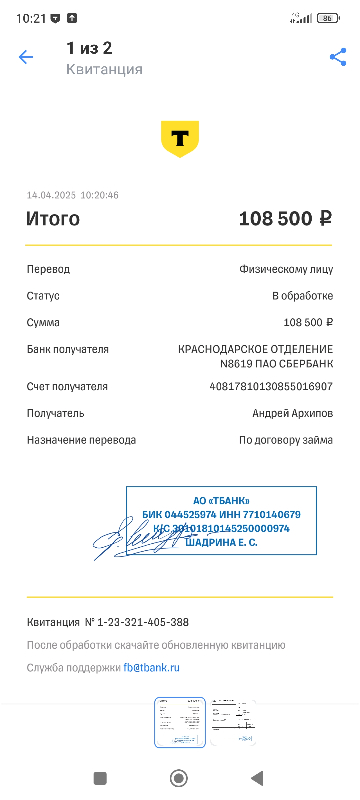 10:21
4G
86
1 из 2
Квитанция
T
14.04.2025 10:20:46
Итого 108 500 ₽
Перевод Физическому лицу
Статус В обработке
Сумма 108 500 ₽
Банк получателя КРАСНОДАРСКОЕ ОТДЕЛЕНИЕ
N8619 ПАО СБЕРБАНК
Счет получателя 40817810130855016907
Получатель Андрей Архипов
Назначение перевода По договору займа
АО «ТБАНК»
БИК 044525974 ИНН 7710140679
К/С 30101810145250000974
ШАДРИНА Е. С.
Квитанция № 1-23-321-405-388
После обработки скачайте обновленную квитанцию
Служба поддержки fb@tbank.ru